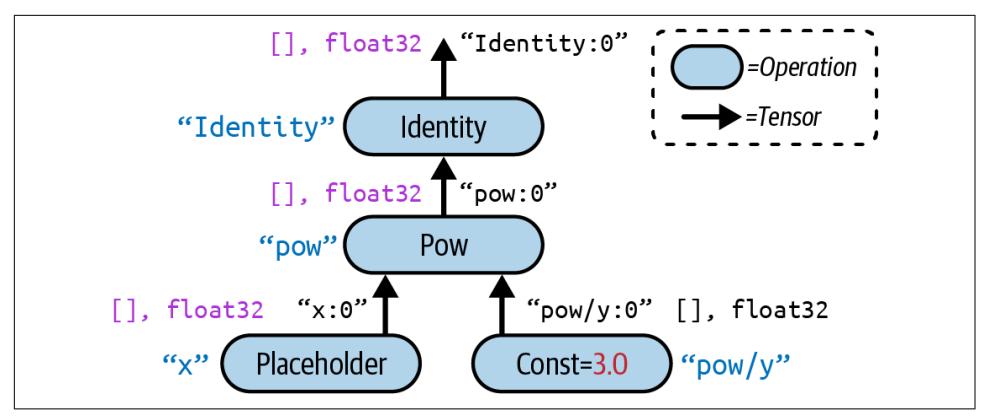 [], float32 “Identity:0”
=Operation
“Identity” Identity
=Tensor
[], float32 “pow:0”
“pow” Pow
[], float32 “x:0” “pow/y:0” [], float32
“x” Placeholder Const=3.0 “pow/y”